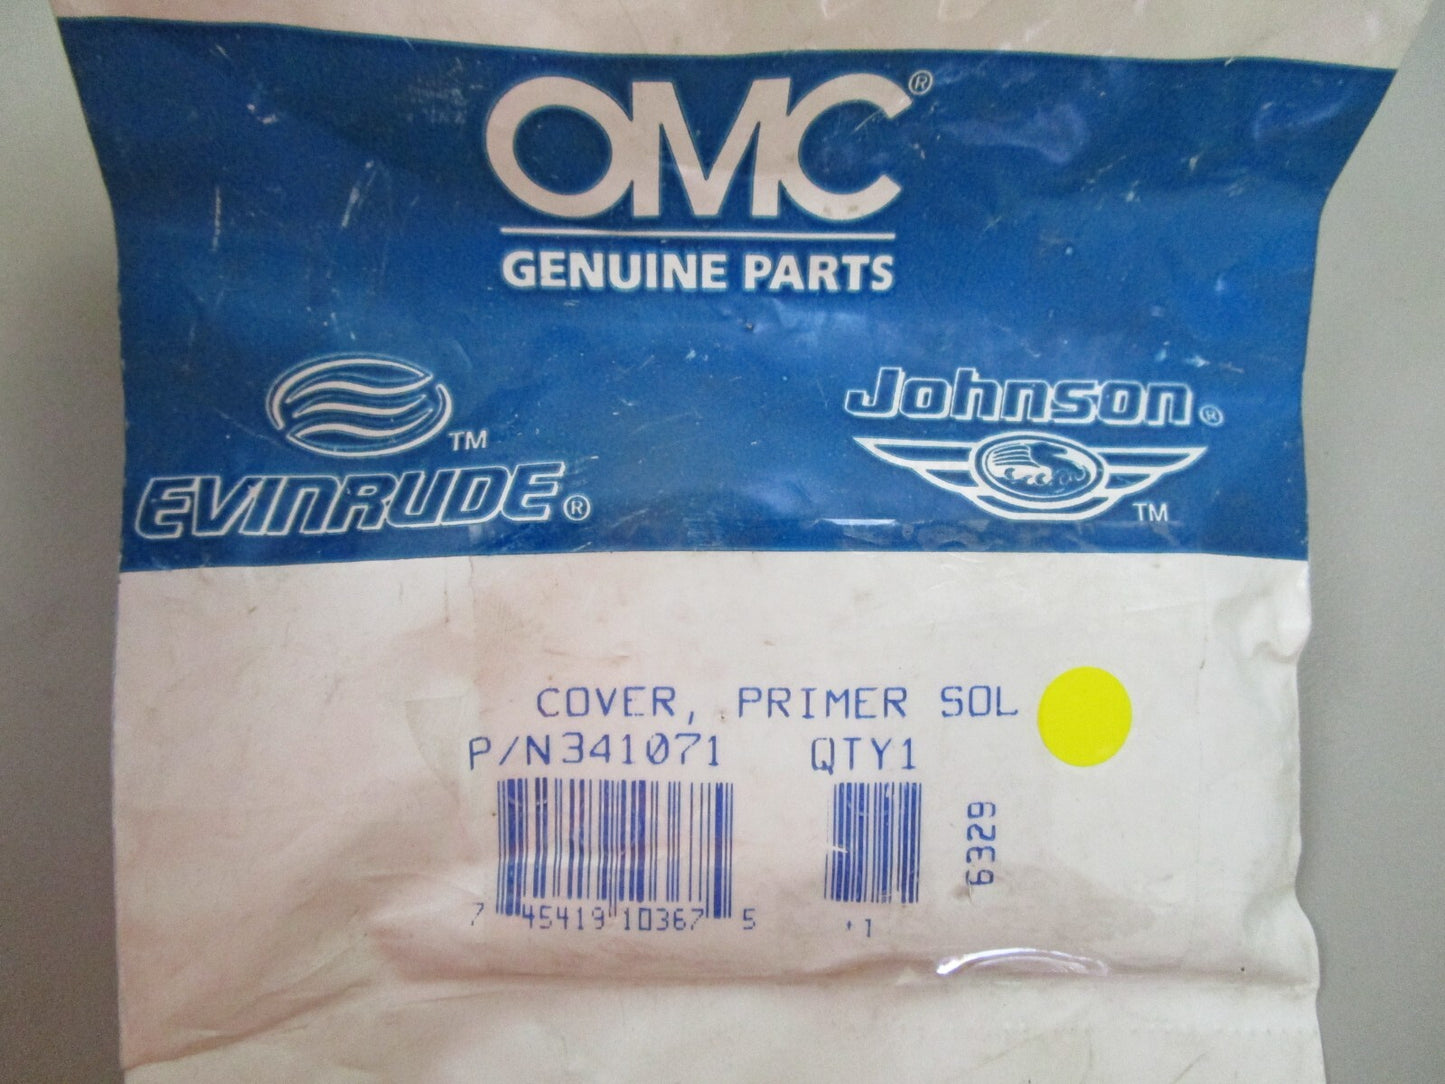 OMC®
GENUINE PARTS
EVINRUDE® ™
Johnson® ™
COVER, PRIMER SOL
P/N341071 QTY1
7 45419 10367 5
+1
6329